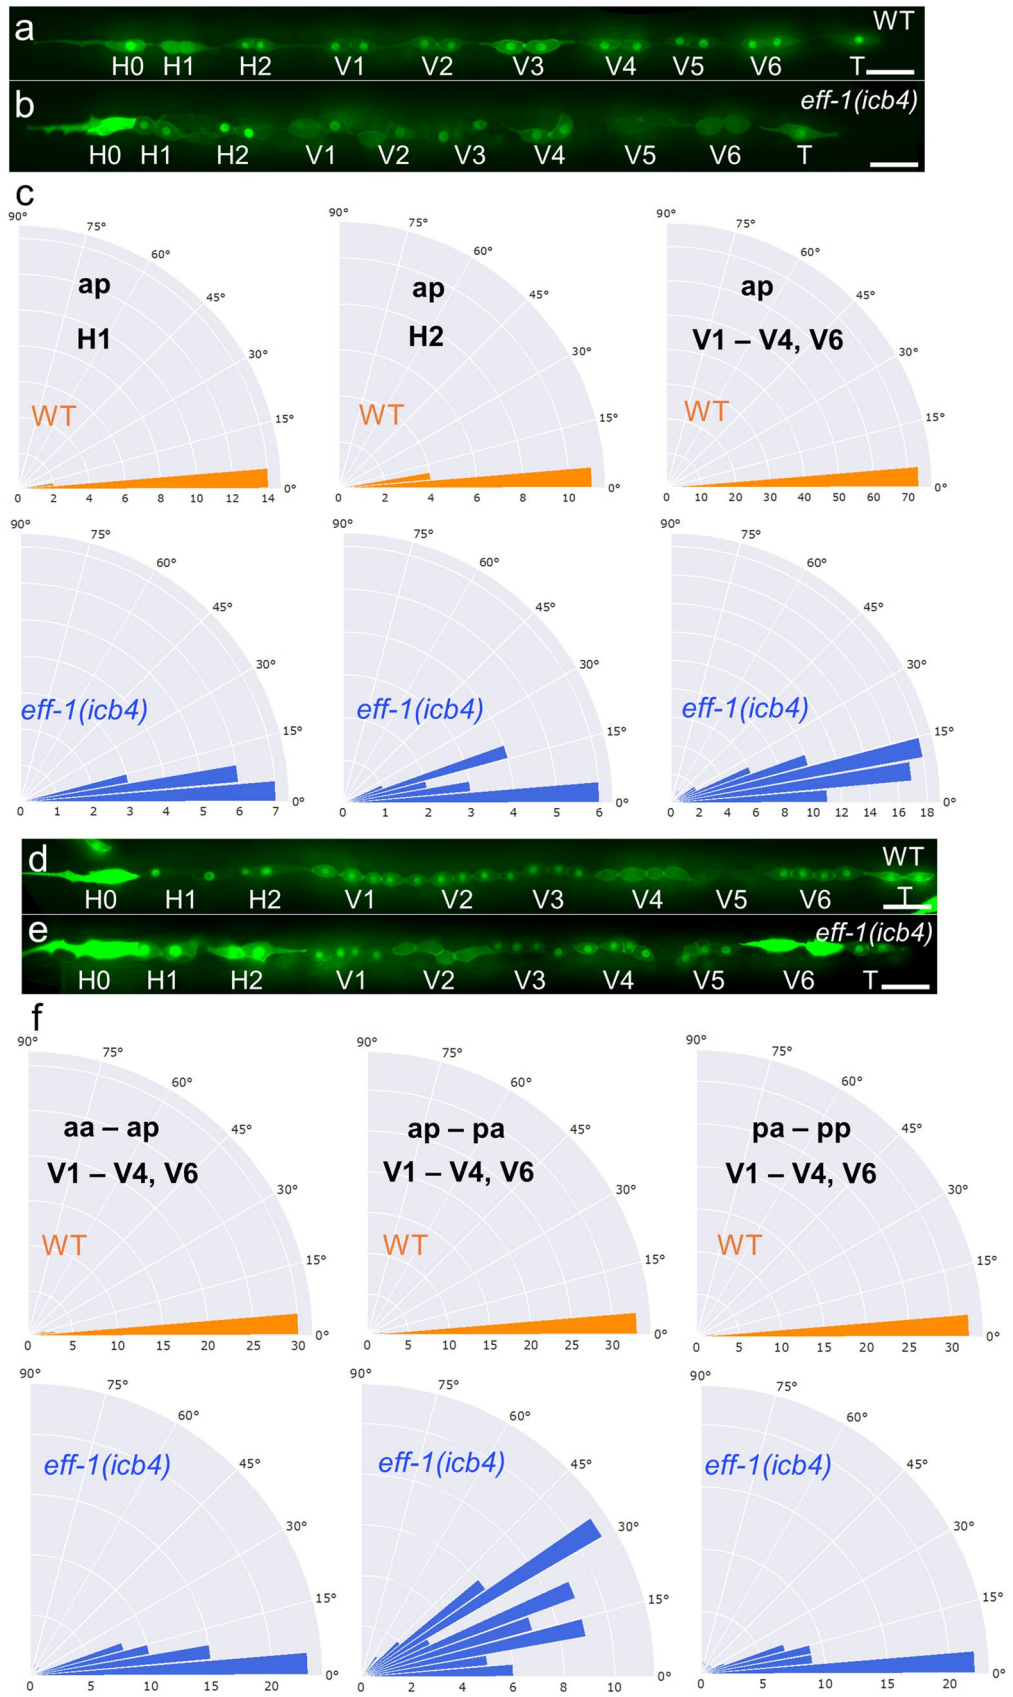 a WT
H0 H1 H2 V1 V2 V3 V4 V5 V6 T
b eff-1(icb4)
H0 H1 H2 V1 V2 V3 V4 V5 V6 T
c
90° 75° 60° 45° 30° 15° 0°
ap
H1
WT
0 2 4 6 8 10 12 14
90° 75° 60° 45° 30° 15° 0°
ap
H2
WT
0 2 4 6 8 10
90° 75° 60° 45° 30° 15° 0°
ap
V1 – V4, V6
WT
0 10 20 30 40 50 60 70
90° 75° 60° 45° 30° 15° 0°
eff-1(icb4)
0 1 2 3 4 5 6 7
90° 75° 60° 45° 30° 15° 0°
eff-1(icb4)
0 1 2 3 4 5 6
90° 75° 60° 45° 30° 15° 0°
eff-1(icb4)
0 2 4 6 8 10 12 14 16 18
d WT
H0 H1 H2 V1 V2 V3 V4 V5 V6 T
e eff-1(icb4)
H0 H1 H2 V1 V2 V3 V4 V5 V6 T
f
90° 75° 60° 45° 30° 15° 0°
aa – ap
V1 – V4, V6
WT
0 5 10 15 20 25 30
90° 75° 60° 45° 30° 15° 0°
ap – pa
V1 – V4, V6
WT
0 5 10 15 20 25 30
90° 75° 60° 45° 30° 15° 0°
pa – pp
V1 – V4, V6
WT
0 5 10 15 20 25 30
90° 75° 60° 45° 30° 15° 0°
eff-1(icb4)
0 5 10 15 20
90° 75° 60° 45° 30° 15° 0°
eff-1(icb4)
0 2 4 6 8 10
90° 75° 60° 45° 30° 15° 0°
eff-1(icb4)
0 5 10 15 20